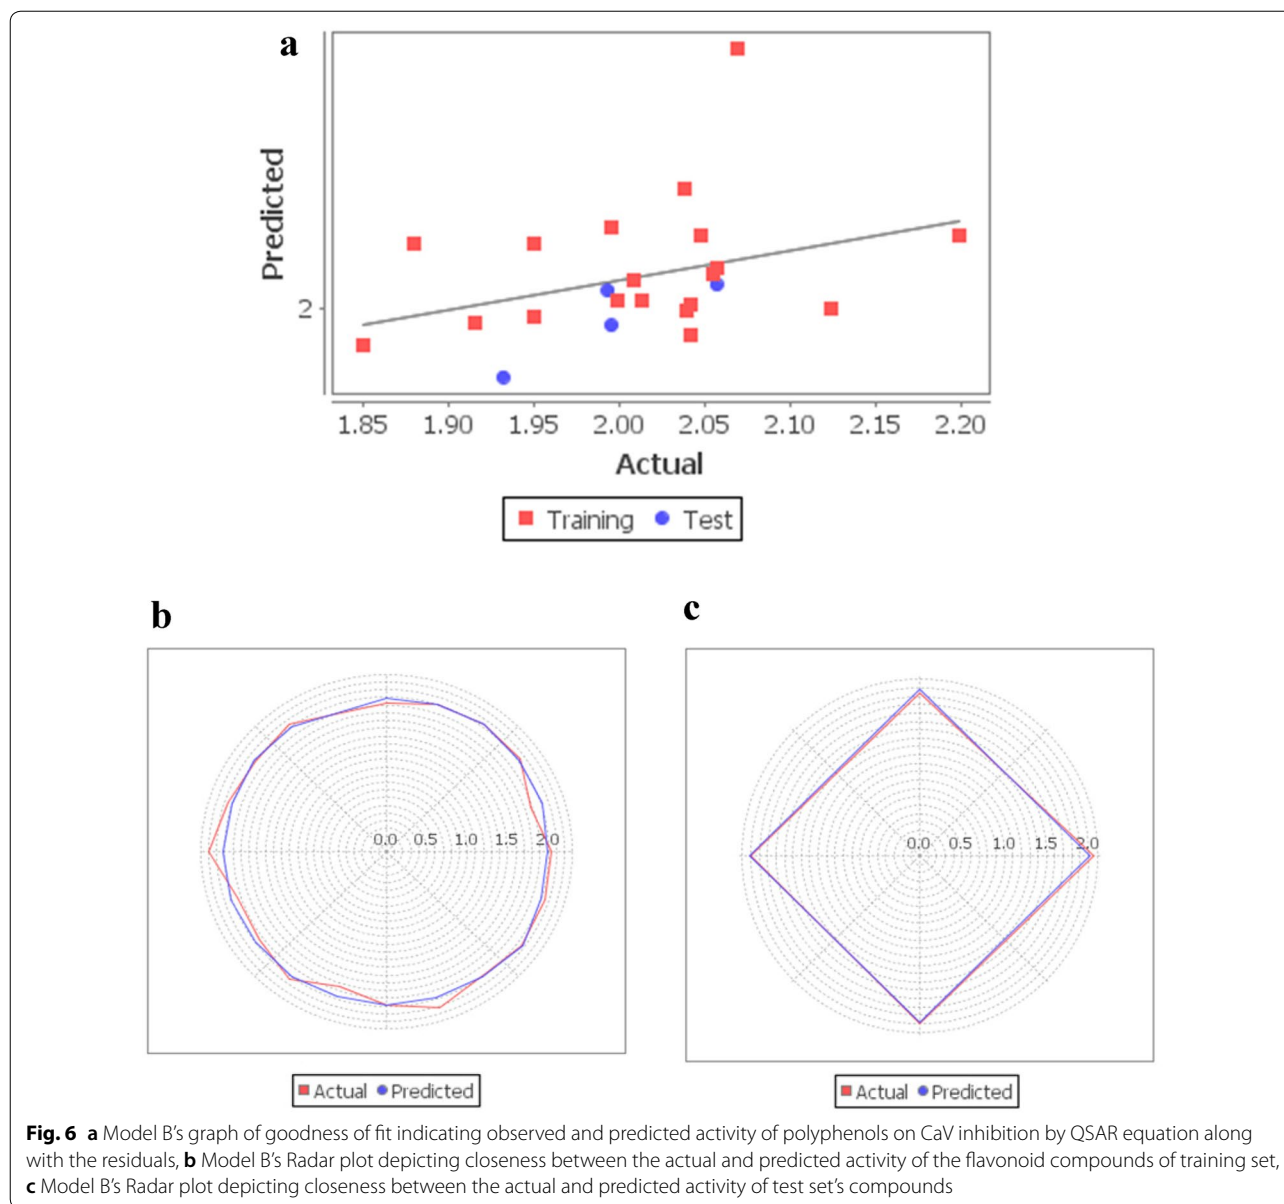 a
Predicted
2
1.85 1.90 1.95 2.00 2.05 2.10 2.15 2.20
Actual
Training Test
b
c
0.0 0.5 1.0 1.5 2.0
0.0 0.5 1.0 1.5 2.0
Actual Predicted
Actual Predicted
Fig. 6 a Model B’s graph of goodness of fit indicating observed and predicted activity of polyphenols on CaV inhibition by QSAR equation along
with the residuals, b Model B’s Radar plot depicting closeness between the actual and predicted activity of the flavonoid compounds of training set,
c Model B’s Radar plot depicting closeness between the actual and predicted activity of test set’s compounds